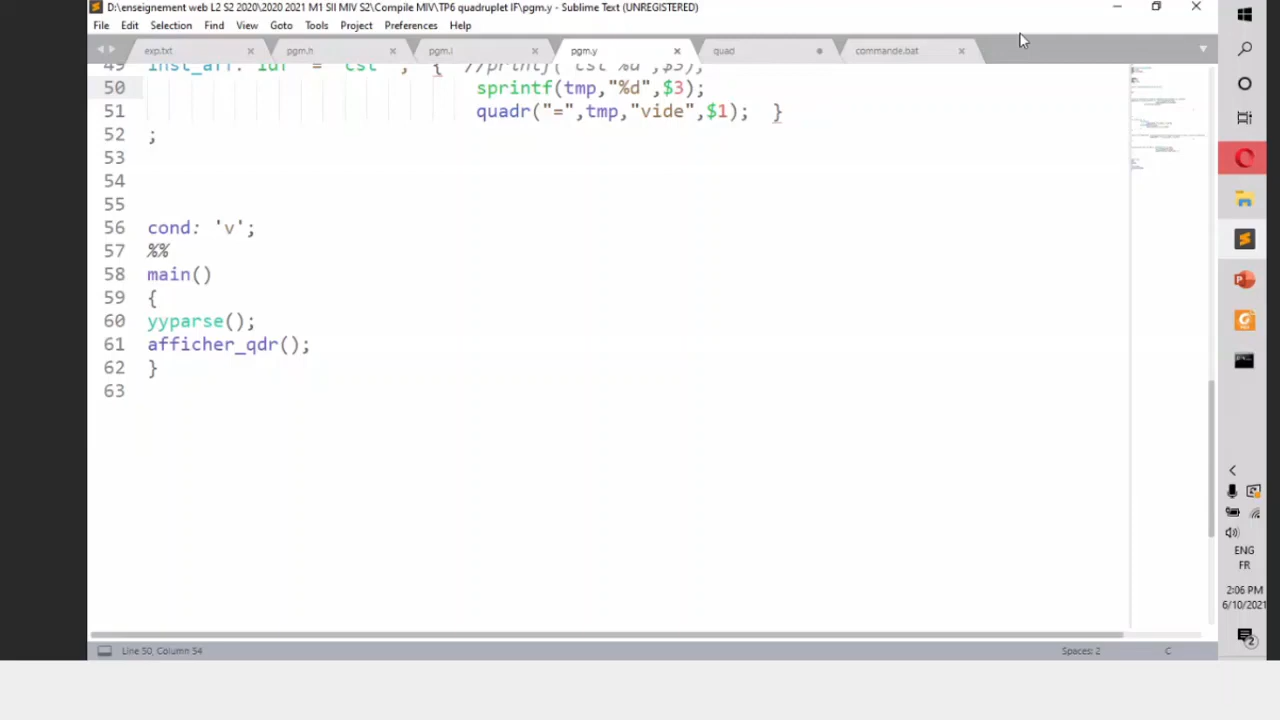 D:\enseignement web L2 S2 2020\2020 2021 M1 SII MIV S2\Compile MIV\TP6 quadruplet IF\pgm.y - Sublime Text (UNREGISTERED)
File Edit Selection Find View Goto Tools Project Preferences Help
exp.txt pgm.h pgm.l pgm.y quad commande.bat
49 inst_aff: idf '=' cst ';' { //printf("cst %d",$3);
50 sprintf(tmp,"%d",$3);
51 quadr("=",tmp,"vide",$1); }
52 ;
53
54
55
56 cond: 'v';
57 %%
58 main()
59 {
60 yyparse();
61 afficher_qdr();
62 }
63
Line 50, Column 54 Spaces: 2 C
ENG
FR
2:06 PM
6/10/2021
2